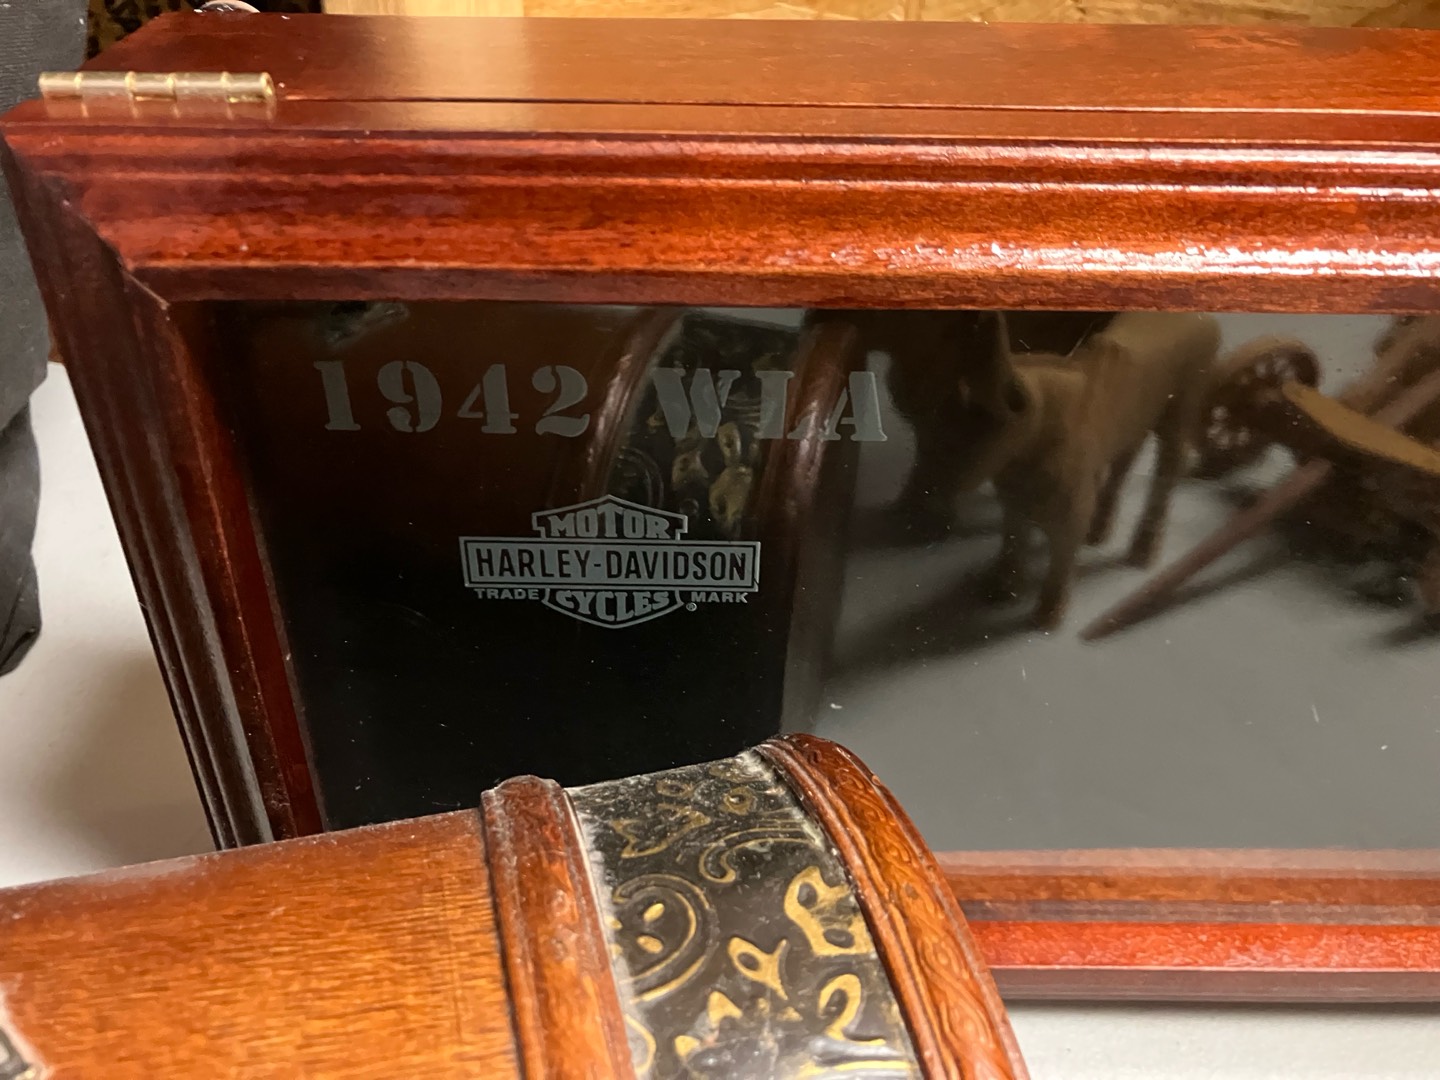 1942 WLA
MOTOR
HARLEY-DAVIDSON
TRADE CYCLES MARK ®